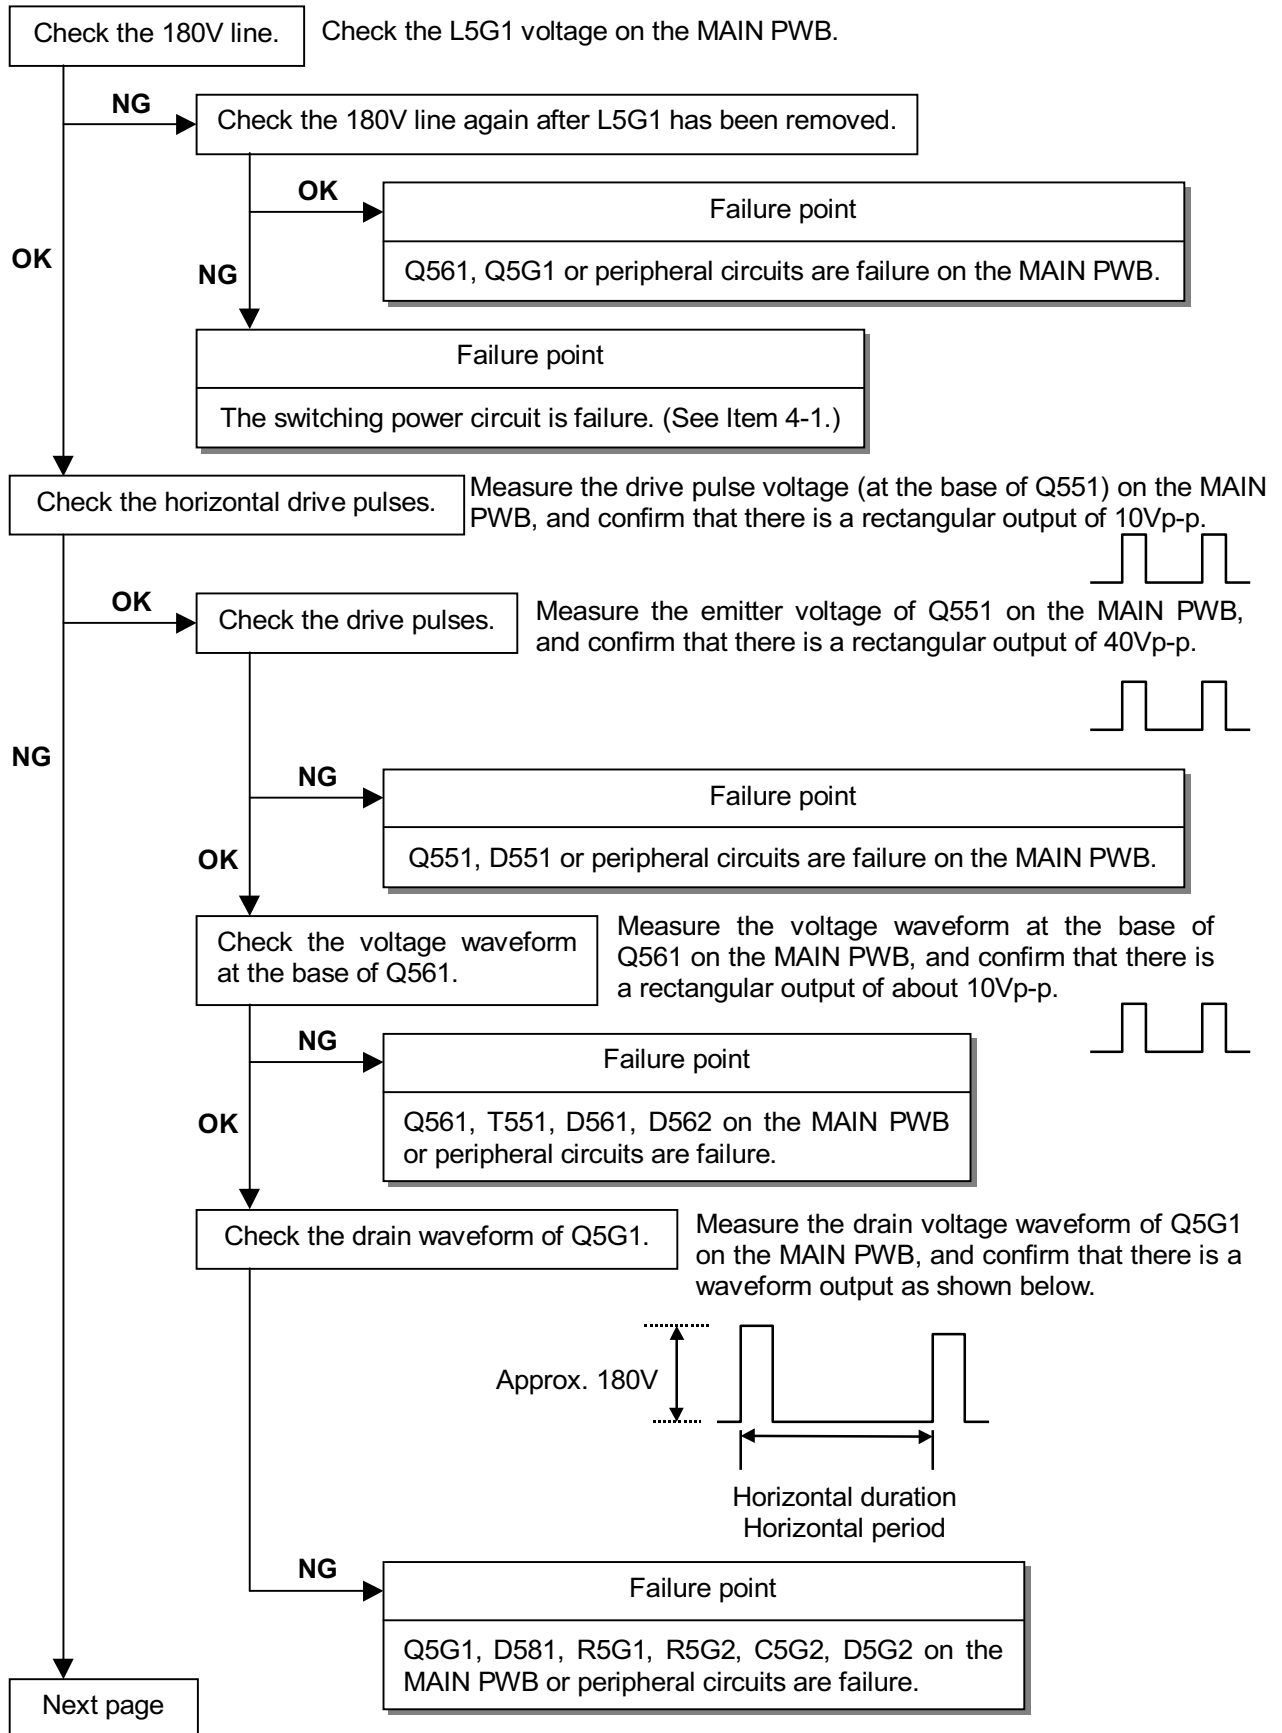 Check the 180V line.
Check the L5G1 voltage on the MAIN PWB.
NG
Check the 180V line again after L5G1 has been removed.
OK
Failure point
Q561, Q5G1 or peripheral circuits are failure on the MAIN PWB.
OK
NG
Failure point
The switching power circuit is failure. (See Item 4-1.)
Check the horizontal drive pulses.
Measure the drive pulse voltage (at the base of Q551) on the MAIN
PWB, and confirm that there is a rectangular output of 10Vp-p.
OK
Check the drive pulses.
Measure the emitter voltage of Q551 on the MAIN PWB,
and confirm that there is a rectangular output of 40Vp-p.
NG
NG
Failure point
Q551, D551 or peripheral circuits are failure on the MAIN PWB.
OK
Check the voltage waveform
at the base of Q561.
Measure the voltage waveform at the base of
Q561 on the MAIN PWB, and confirm that there is
a rectangular output of about 10Vp-p.
NG
Failure point
Q561, T551, D561, D562 on the MAIN PWB
or peripheral circuits are failure.
OK
Check the drain waveform of Q5G1.
Measure the drain voltage waveform of Q5G1
on the MAIN PWB, and confirm that there is a
waveform output as shown below.
Approx. 180V
Horizontal duration
Horizontal period
NG
Failure point
Q5G1, D581, R5G1, R5G2, C5G2, D5G2 on the
MAIN PWB or peripheral circuits are failure.
Next page